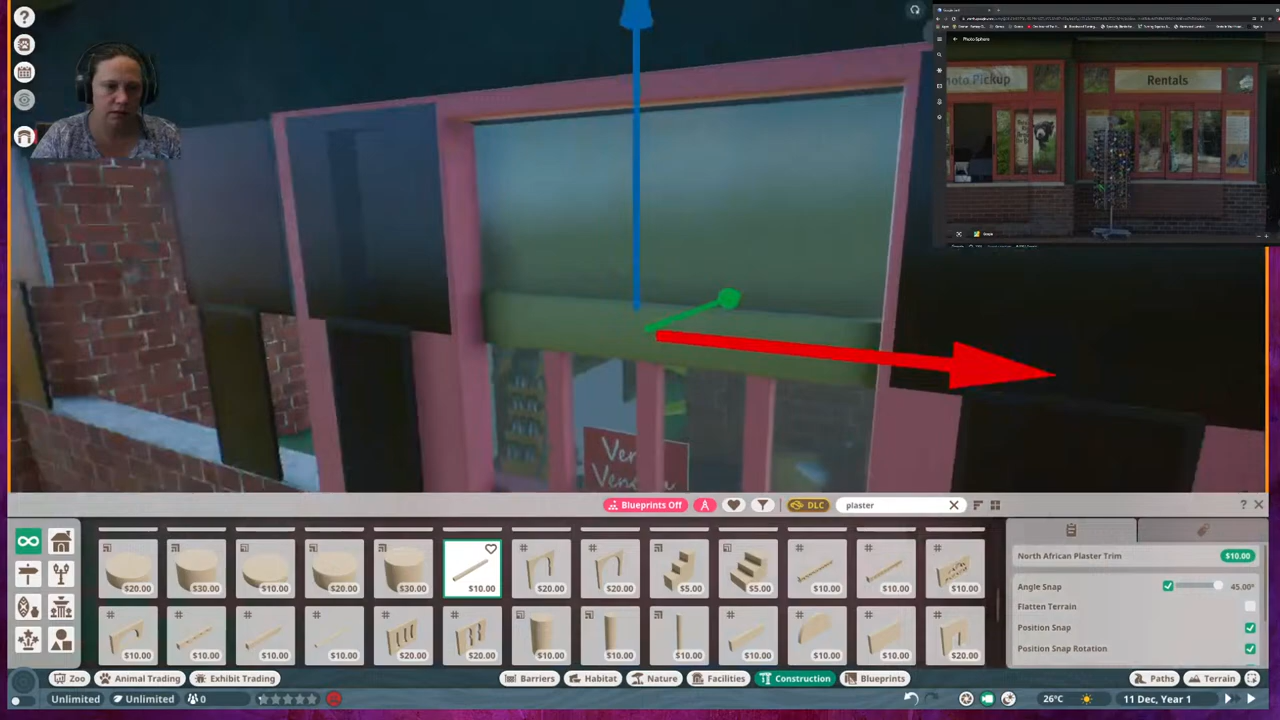 Photo Sphere
oto Pickup
Rentals
Google
Ver
Vend
Blueprints Off
DLC
plaster
$20.00 $30.00 $10.00 $20.00 $30.00 $10.00 $20.00 $20.00 $5.00 $5.00 $10.00 $10.00 $20.00
$20.00 $10.00 $10.00 $10.00 $20.00 $20.00 $10.00 $10.00 $10.00 $10.00 $10.00 $10.00 $20.00
North African Plaster Trim $10.00
Angle Snap 45.00°
Flatten Terrain
Position Snap
Position Snap Rotation
Zoo Animal Trading Exhibit Trading Barriers Habitat Nature Facilities Construction Blueprints Paths Terrain
Unlimited Unlimited 0 26°C 11 Dec, Year 1